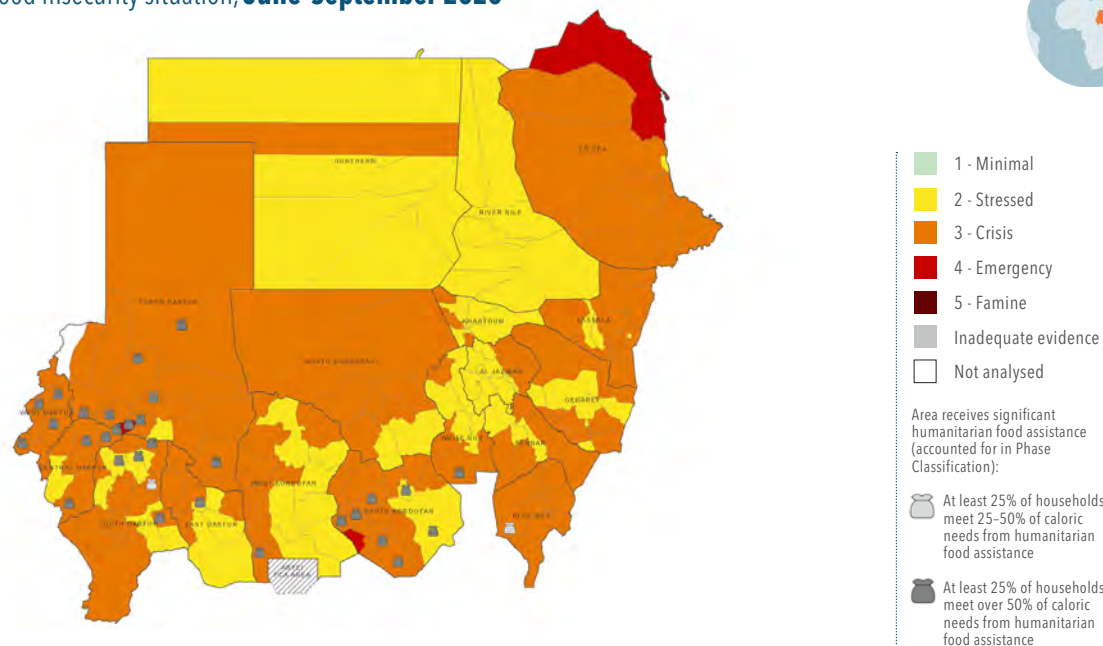 ood insecurity situation, June-September 2020
1 - Minimal
2 - Stressed
3 - Crisis
4 - Emergency
5 - Famine
Inadequate evidence
Not analysed
Area receives significant
humanitarian food assistance
(accounted for in Phase
Classification):
At least 25% of households
meet 25–50% of caloric
needs from humanitarian
food assistance
At least 25% of households
meet over 50% of caloric
needs from humanitarian
food assistance
NORTHERN
RIVER NILE
NORTH DARFUR
KHARTOUM
KASSALA
NORTH KORDOFAN
AL JAZIRAH
GEDAREF
WEST DARFUR
WHITE NILE
SENNAR
CENTRAL DARFUR
WEST KORDOFAN
SOUTH KORDOFAN
SOUTH DARFUR
EAST DARFUR
BLUE NILE
ABYEI
PCA AREA